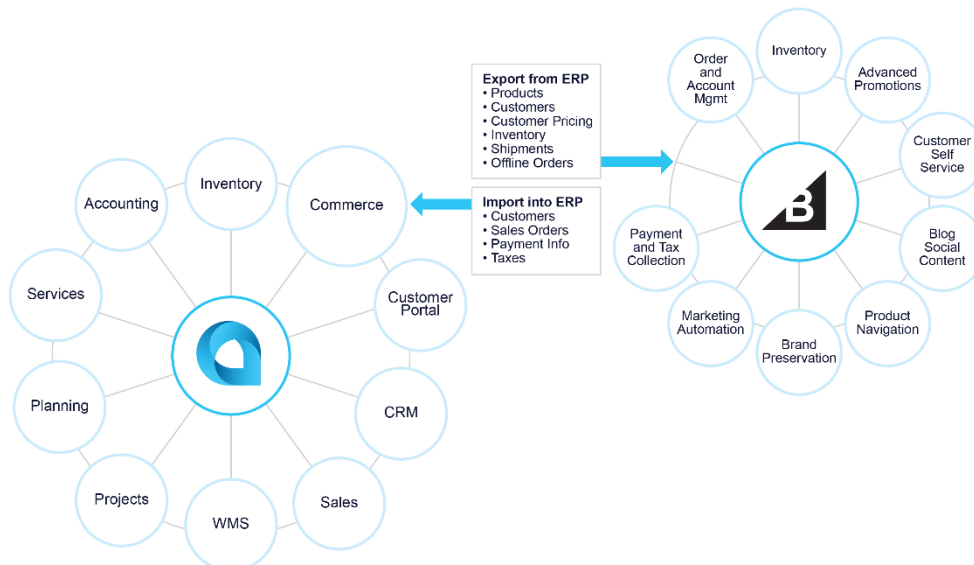 Export from ERP
• Products
• Customers
• Customer Pricing
• Inventory
• Shipments
• Offline Orders
Import into ERP
• Customers
• Sales Orders
• Payment Info
• Taxes
Inventory
Commerce
Customer
Portal
CRM
Sales
WMS
Projects
Planning
Services
Accounting
Inventory
Advanced
Promotions
Customer
Self
Service
Blog
Social
Content
Product
Navigation
Brand
Preservation
Marketing
Automation
Payment
and Tax
Collection
Order
and
Account
Mgmt
B